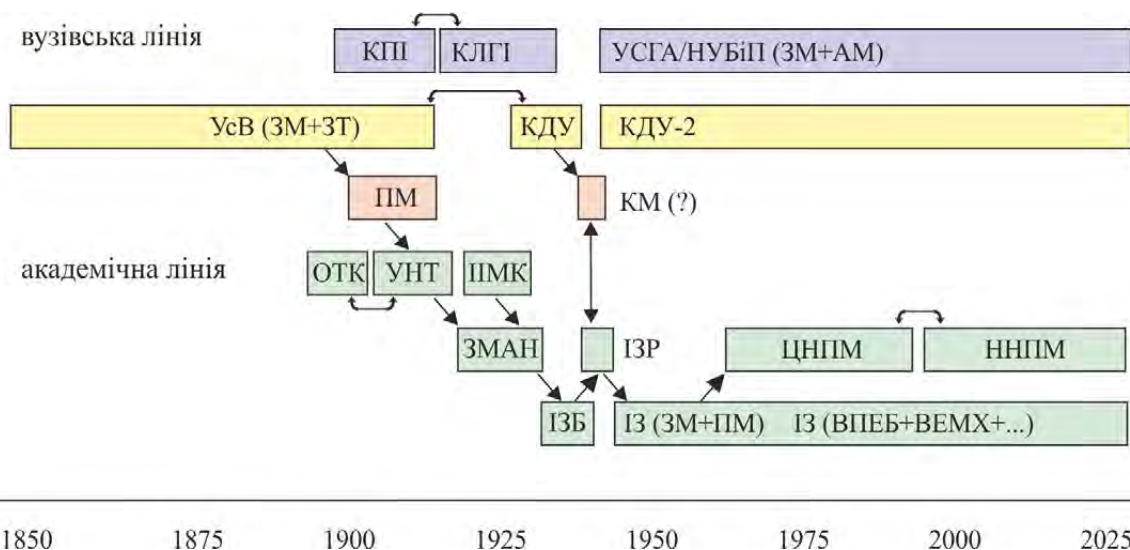 вузівська лінія
КПІ
КЛГІ
УСГА/НУБіП (ЗМ+АМ)
УсВ (ЗМ+ЗТ)
КДУ
КДУ-2
ПМ
КМ (?)
академічна лінія
ОТК
УНТ
ІІМК
ЗМАН
ІЗР
ЦНПМ
ННПМ
ІЗБ
ІЗ (ЗМ+ПМ)
ІЗ (ВПЕБ+ВЕМХ+...)
1850 1875 1900 1925 1950 1975 2000 2025